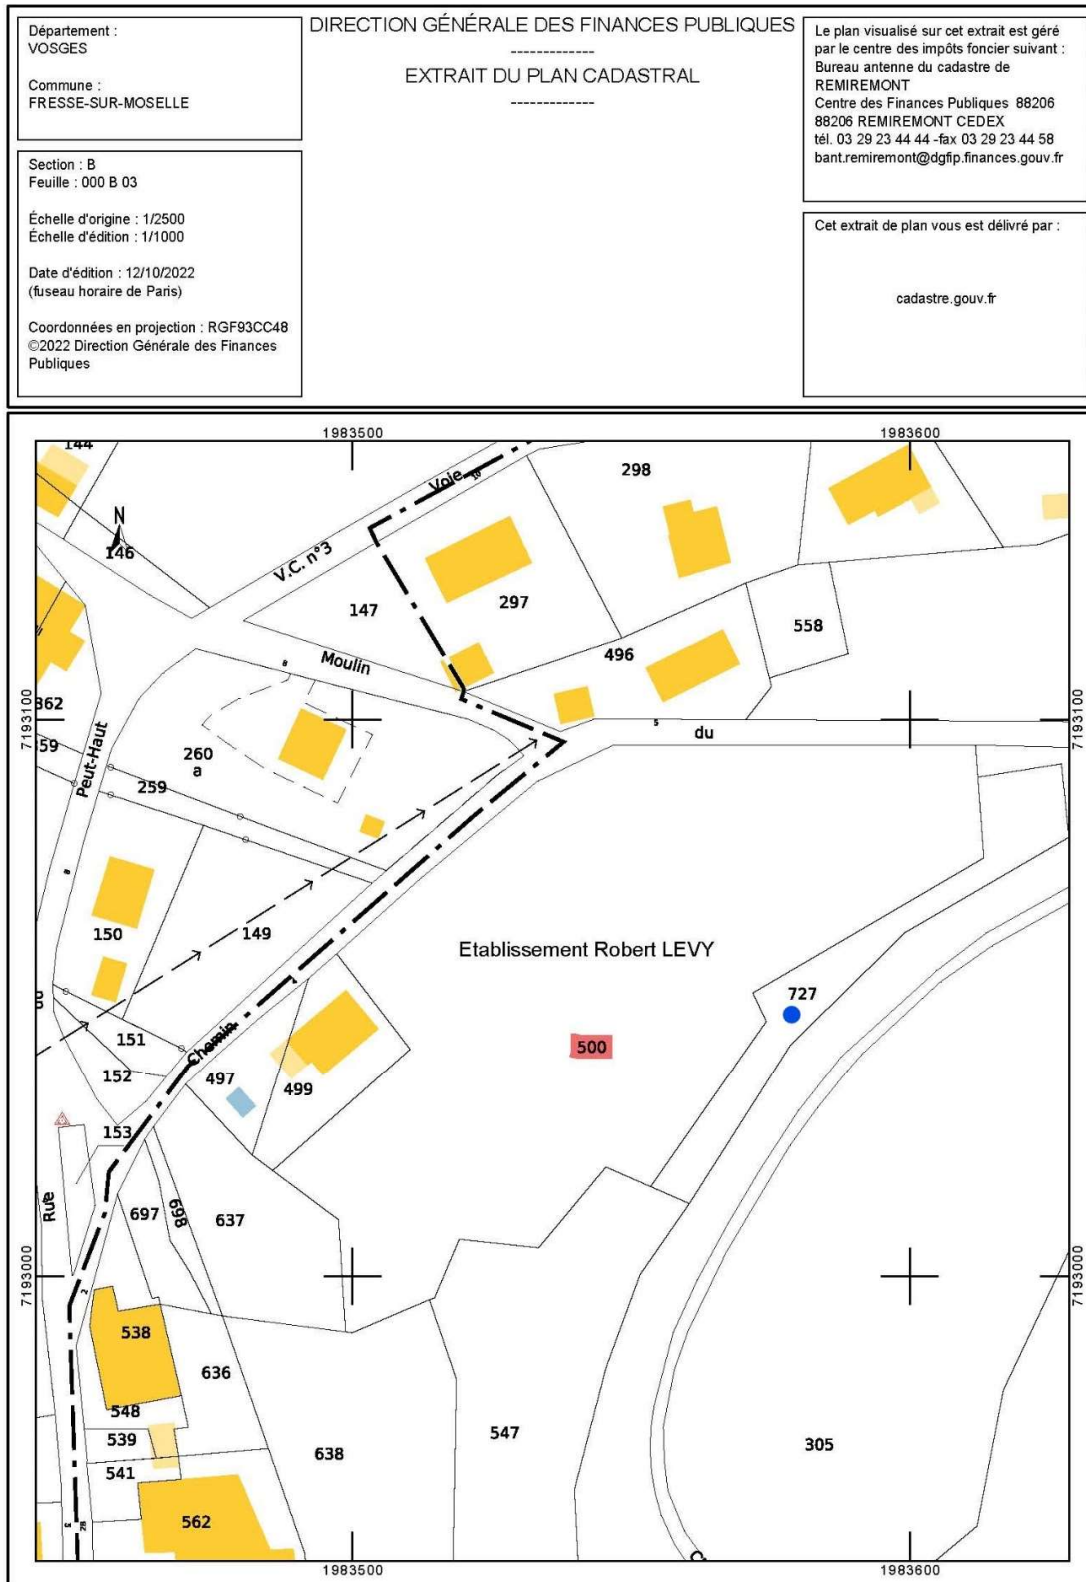 Département :
VOSGES
Commune :
FRESSE-SUR-MOSELLE
Section : B
Feuille : 000 B 03
Échelle d'origine : 1/2500
Échelle d'édition : 1/1000
Date d'édition : 12/10/2022
(fuseau horaire de Paris)
Coordonnées en projection : RGF93CC48
©2022 Direction Générale des Finances
Publiques
DIRECTION GÉNÉRALE DES FINANCES PUBLIQUES
-------------
EXTRAIT DU PLAN CADASTRAL
-------------
Le plan visualisé sur cet extrait est géré
par le centre des impôts foncier suivant :
Bureau antenne du cadastre de
REMIREMONT
Centre des Finances Publiques 88206
88206 REMIREMONT CEDEX
tél. 03 29 23 44 44 -fax 03 29 23 44 58
bant.remiremont@dgfip.finances.gouv.fr
Cet extrait de plan vous est délivré par :
cadastre.gouv.fr
1983500
1983600
144
298
Voie
10
N
146
V.C. n°3
147
297
558
Moulin
8
496
362
7193100
7193100
Peut-Haut
5
du
260
a
259
8
150
149
Etablissement Robert LEVY
727
151
Chemin
500
152
497
499
153
Rue
697
698
637
7193000
7193000
2
538
636
548
539
547
305
638
541
562
28
1983500
1983600